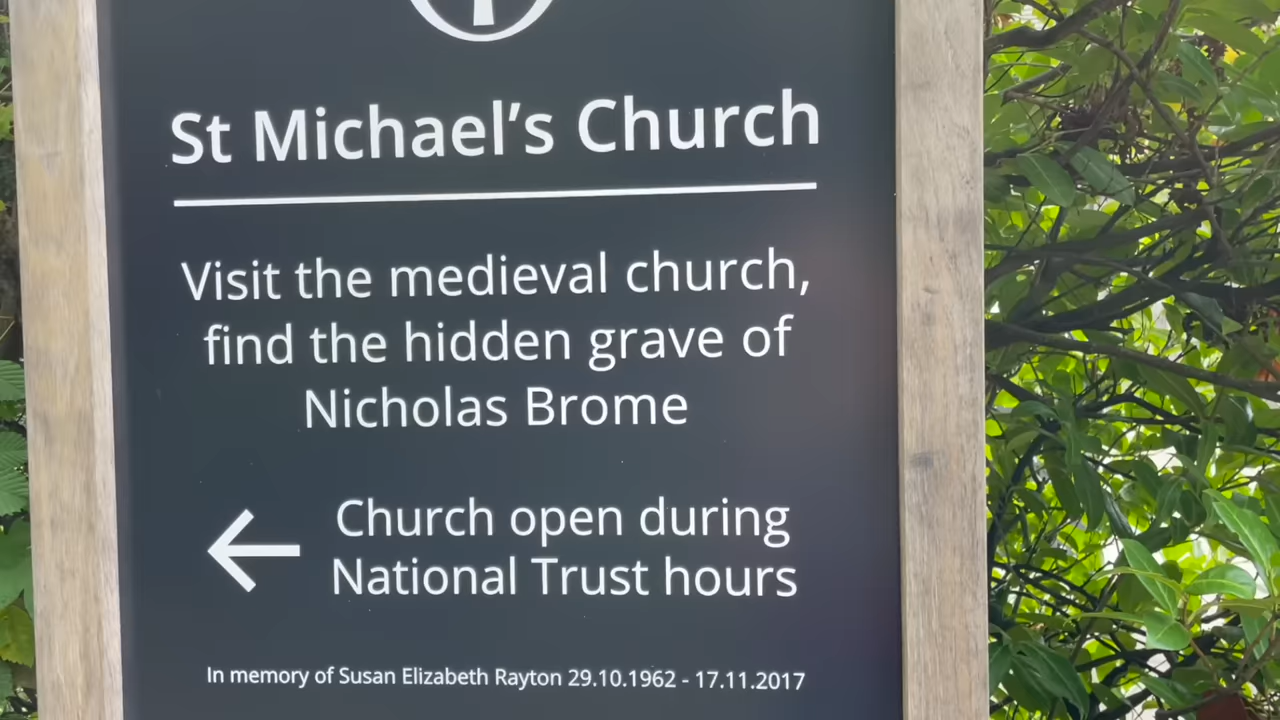 St Michael’s Church
Visit the medieval church,
find the hidden grave of
Nicholas Brome
Church open during
National Trust hours
In memory of Susan Elizabeth Rayton 29.10.1962 - 17.11.2017